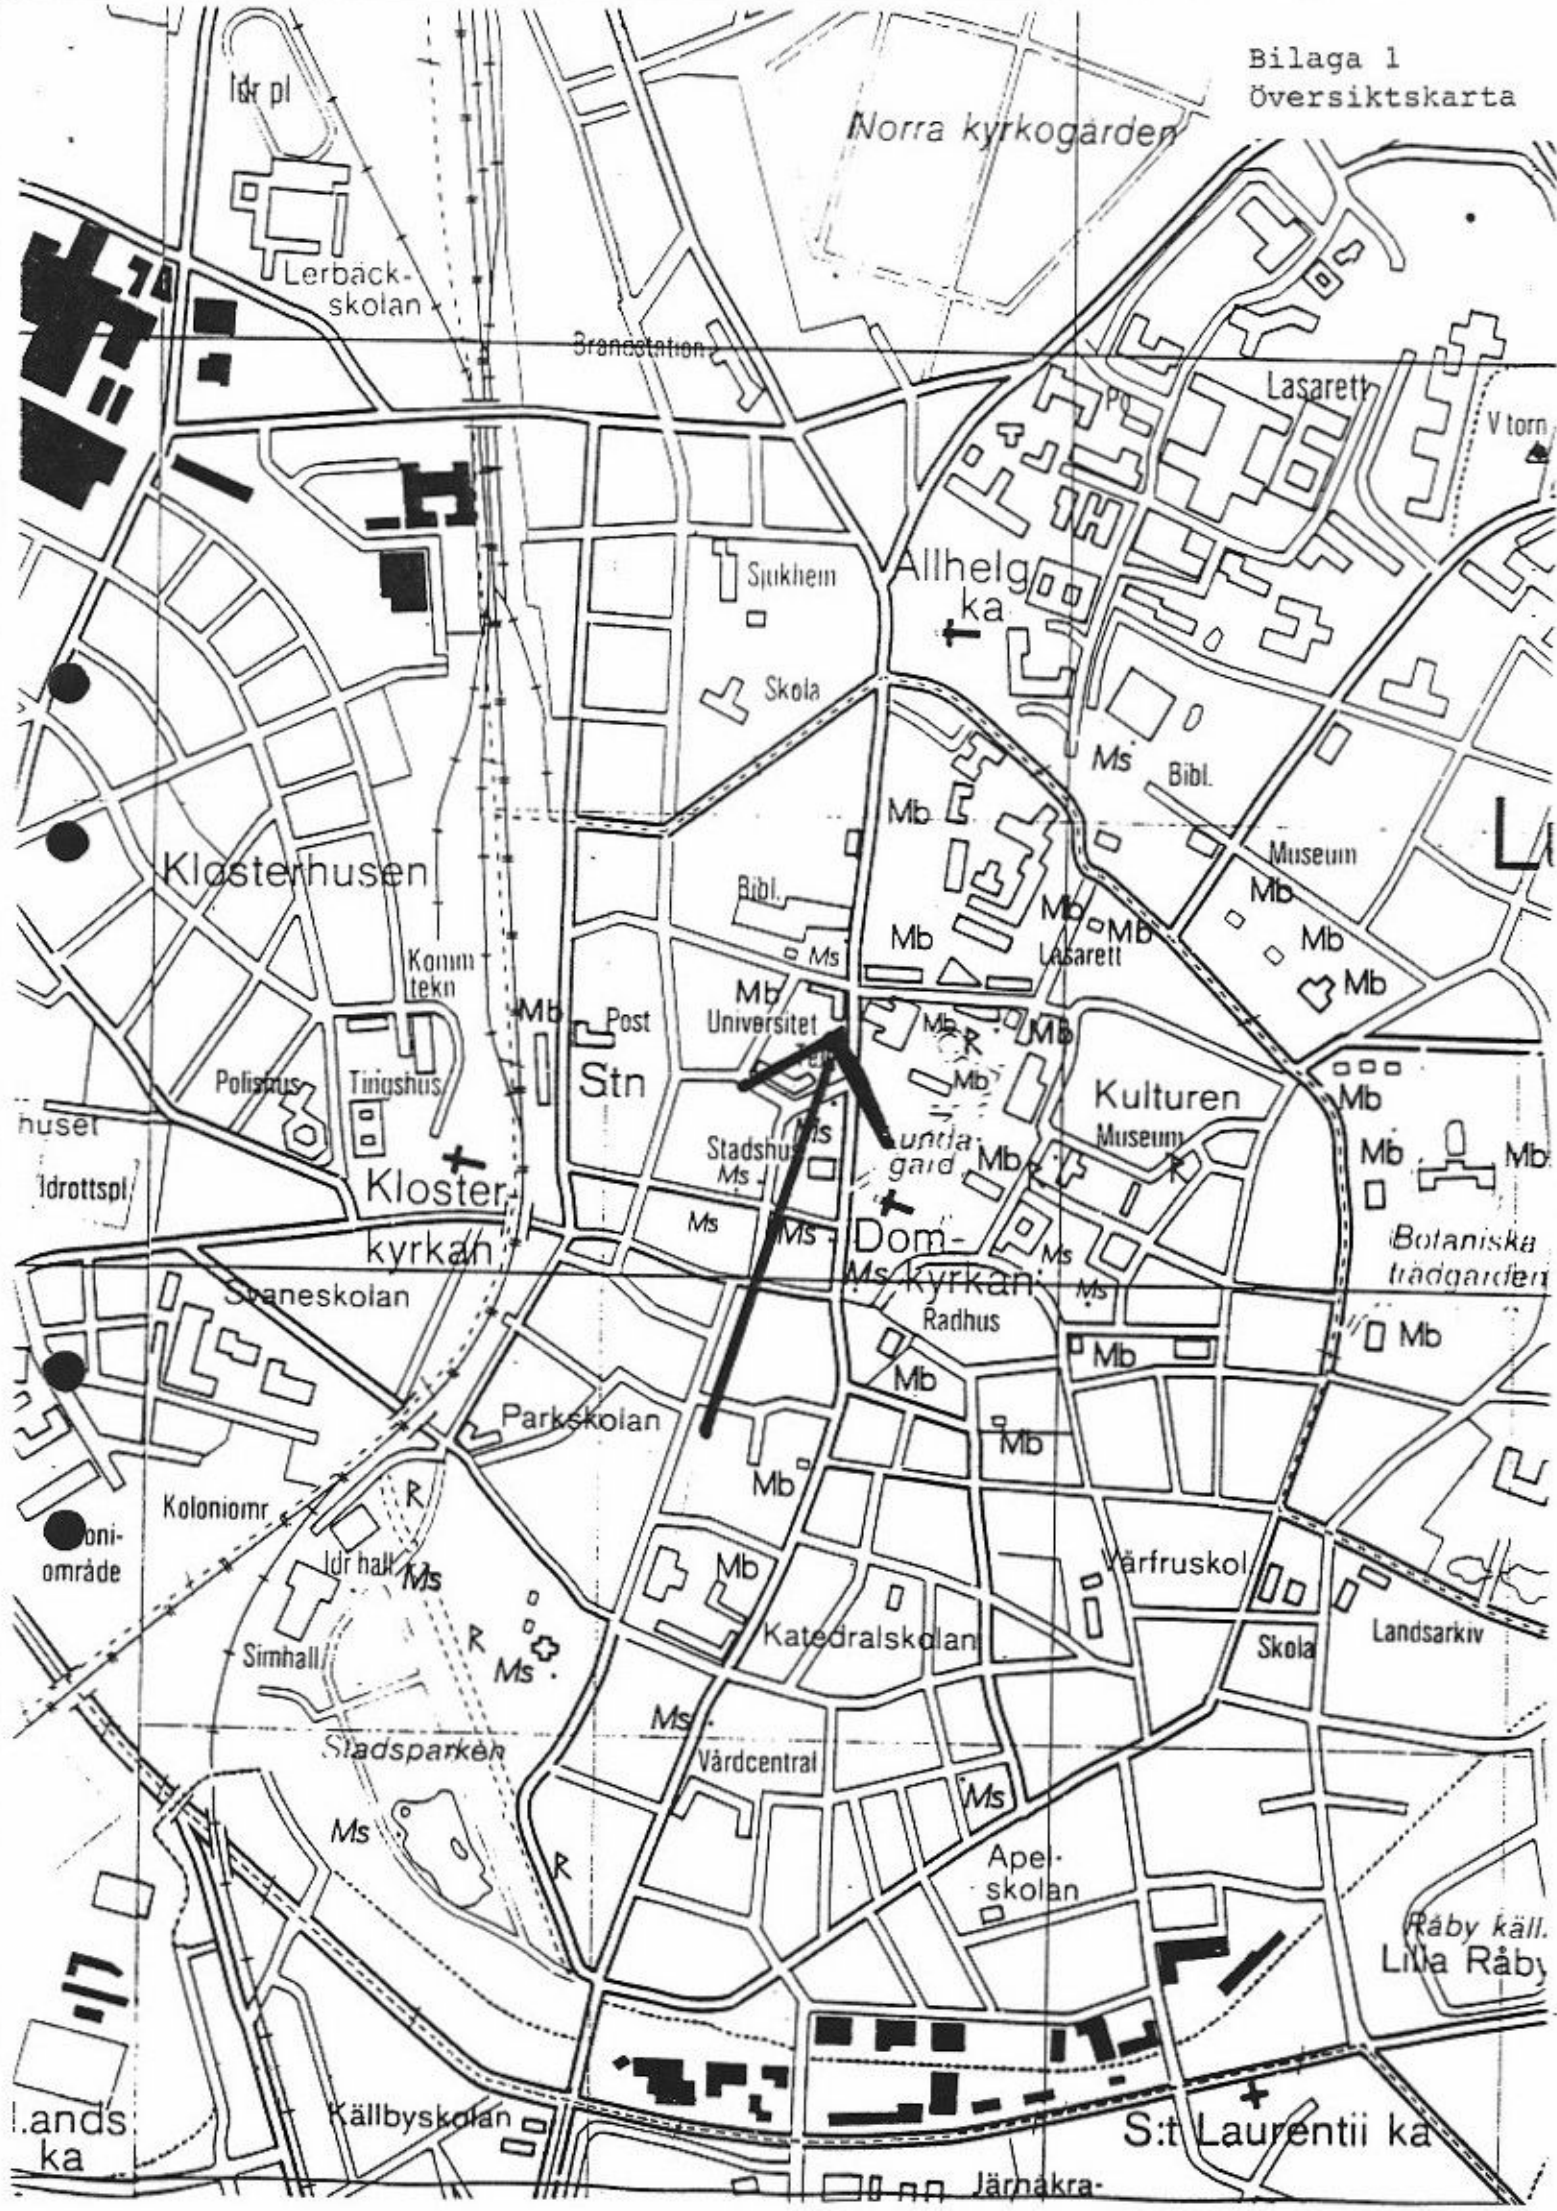 Bilaga 1
Översiktskarta
Idr pl
Norra kyrkogården
Lerbäck-
skolan
Brandstation
Lasarett
V torn
Sjukhem
Allhelg
ka
Skola
Ms
Bibl.
Mb
Klosterhusen
Museum
Mb
Bibl.
Mb
Mb
Mb
Mb
Ms
Lasarett
Komm
tekn
Mb
Mb
Mb
Post
Universitet
Mb
R
Mb
Stn
Polishus
Tingshus
Mb
Kulturen
Mb
huset
Museum
Ms
Stadshus
Ms
gård
Mb
R
R
Mb
Mb
Idrottspl
Kloster
kyrkan
Ms
Ms
Dom-
kyrkan
Ms
Ms
Ms
Botaniska
trädgården
Svaneskolan
Rådhus
Mb
Mb
Mb
Parkskolan
Mb
Mb
R
Koloniomr
oni-
område
Idr hall
Ms
Mb
Vårfruskol.
R
Katedralskolan
Skola
Landsarkiv
Simhall
Ms
Ms
Stadsparken
Vårdcentral
Ms
Ms
R
Apel-
skolan
Råby käll.
Lilla Råby
Källbyskolan
S:t Laurentii ka
ka
Järnåkra-